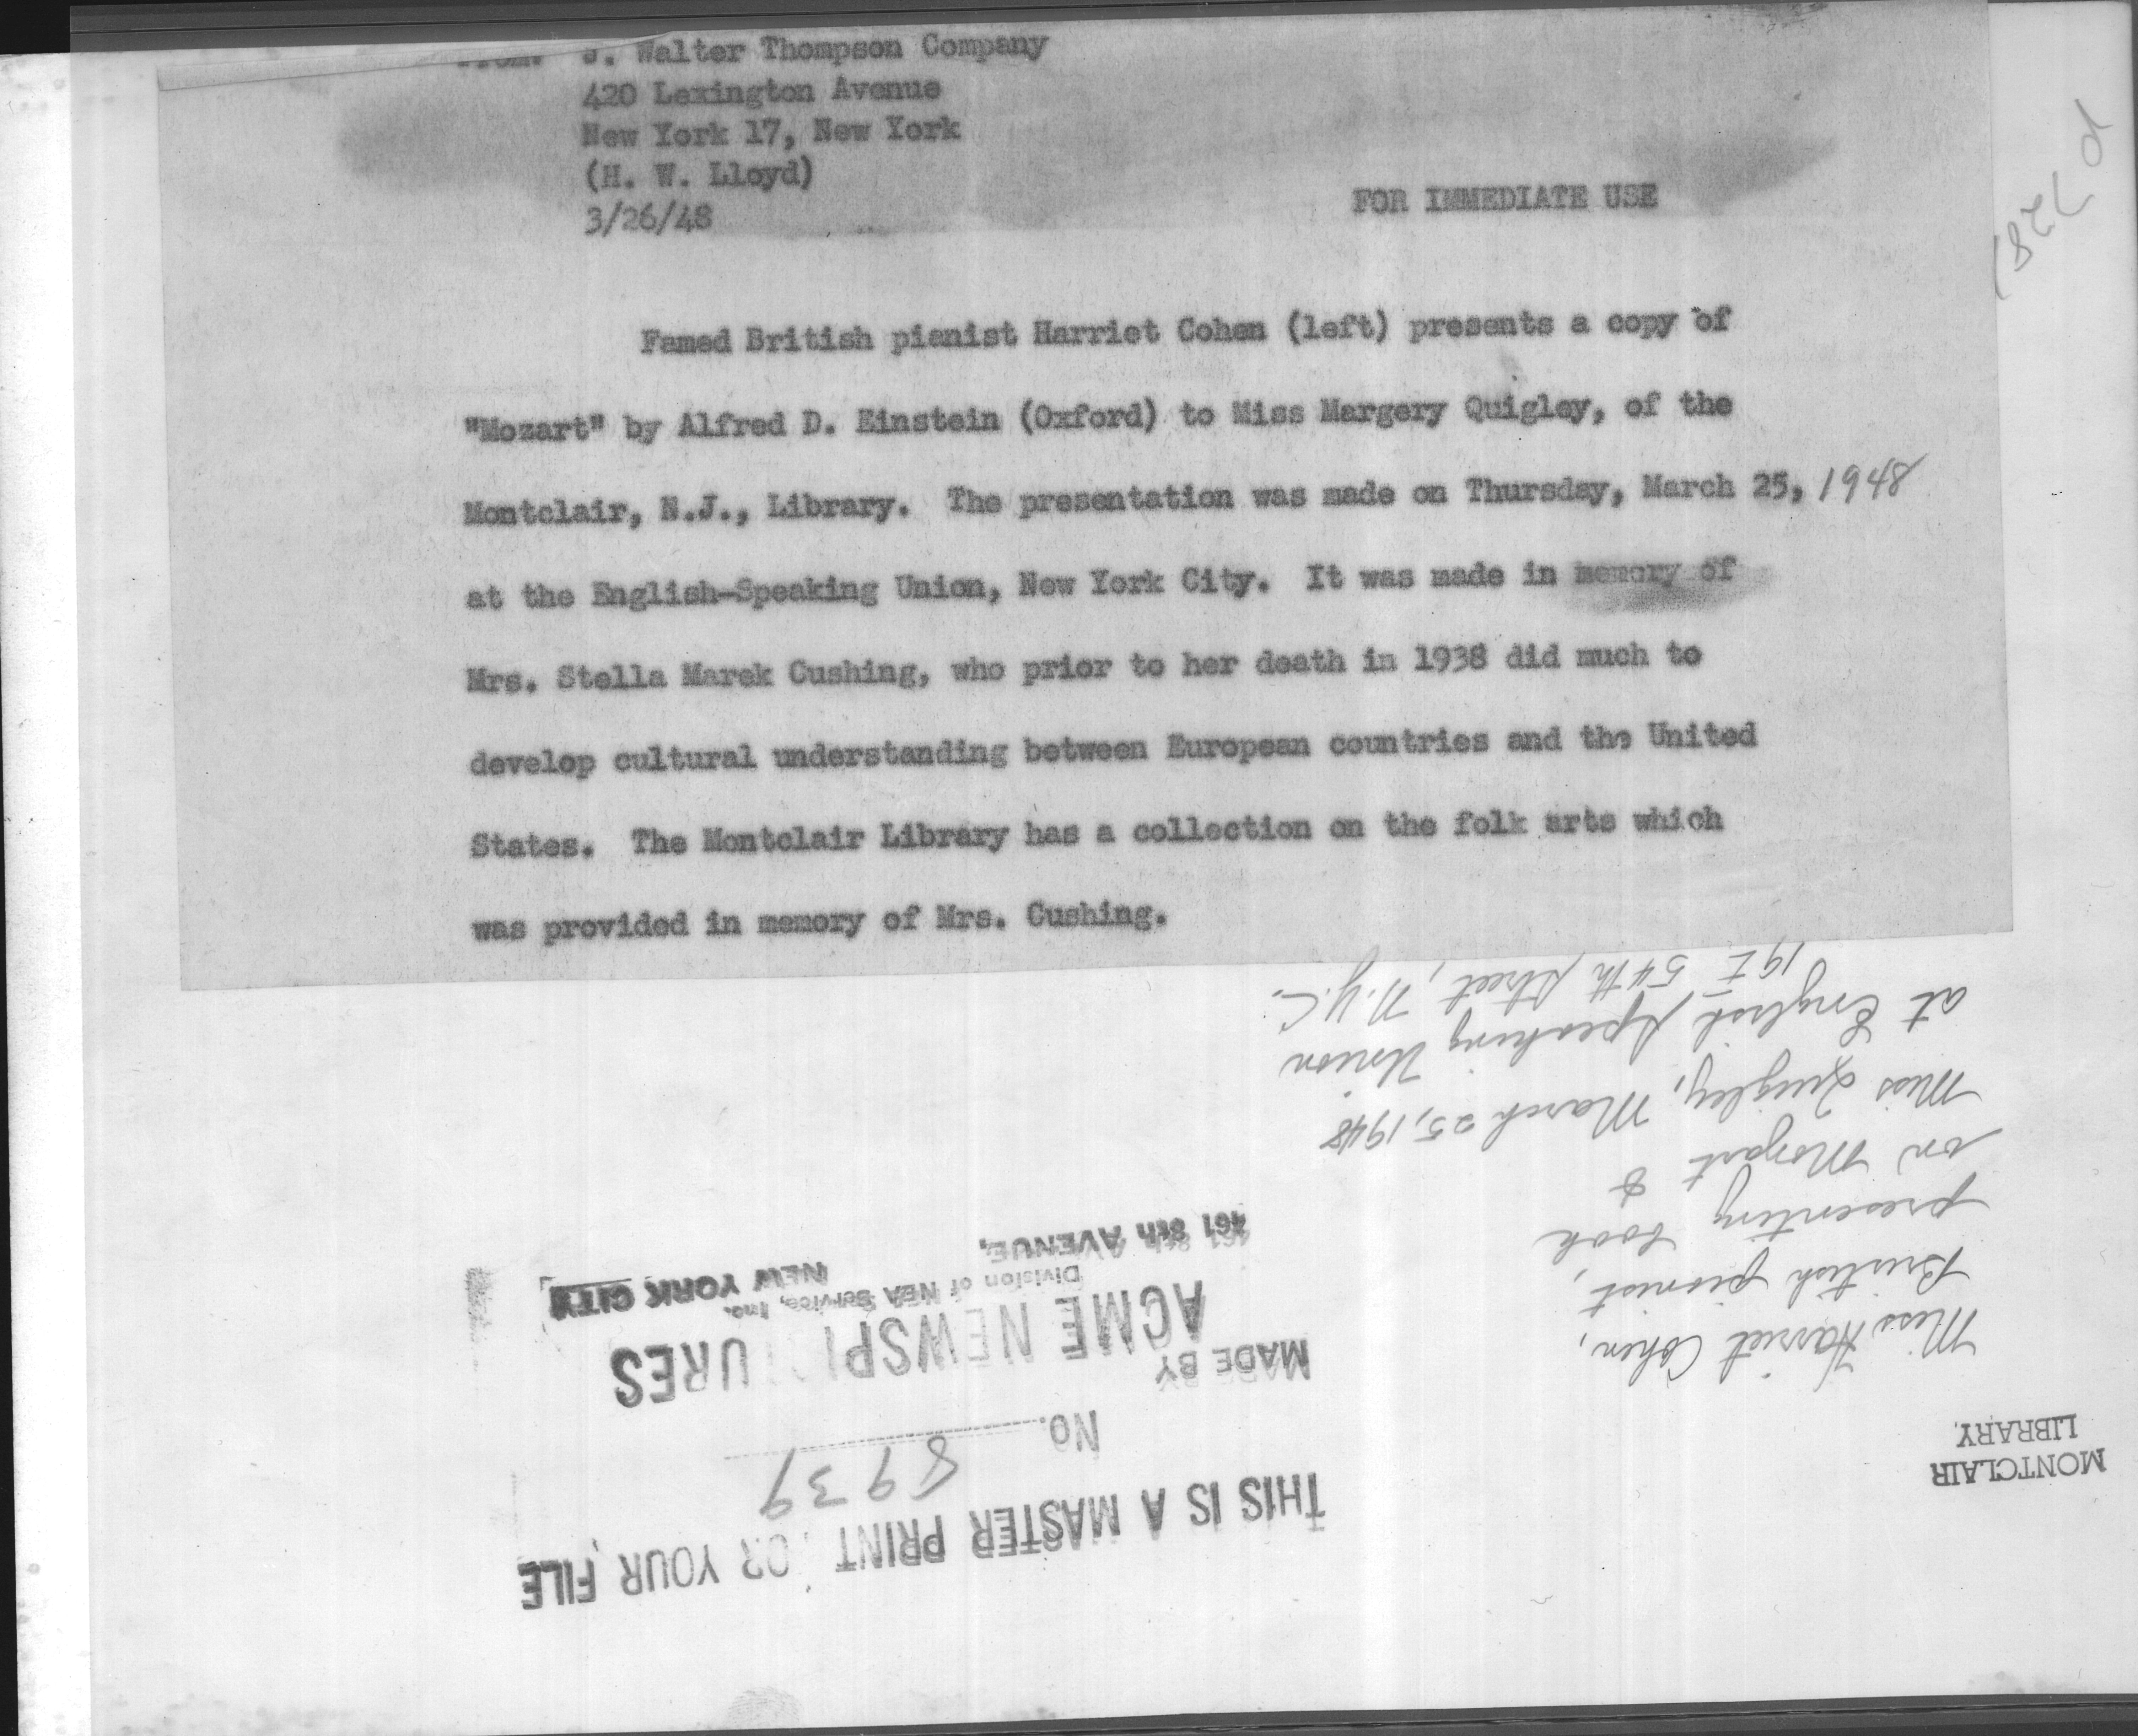 From: J. Walter Thompson Company
420 Lexington Avenue
New York 17, New York
(H. W. Lloyd)
3/26/48
FOR IMMEDIATE USE
Famed British pianist Harriet Cohen (left) presents a copy of
"Mozart" by Alfred D. Einstein (Oxford) to Miss Margery Quigley, of the
Montclair, N.J., Library. The presentation was made on Thursday, March 25, 1948
at the English-Speaking Union, New York City. It was made in memory of
Mrs. Stella Marek Cushing, who prior to her death in 1938 did much to
develop cultural understanding between European countries and the United
States. The Montclair Library has a collection on the folk arts which
was provided in memory of Mrs. Cushing.
MONTCLAIR
LIBRARY
Miss Harriet Cohen,
British pianist,
presenting book
on Mozart to
Miss Quigley, March 25, 1948
at English Speaking Union
19 E 54th Street, N.Y.C.
THIS IS A MASTER PRINT FOR YOUR FILE
No. 8939
MADE BY
ACME NEWSPICTURES
Division of NEA Service, Inc.
461 8th AVENUE,
NEW YORK CITY